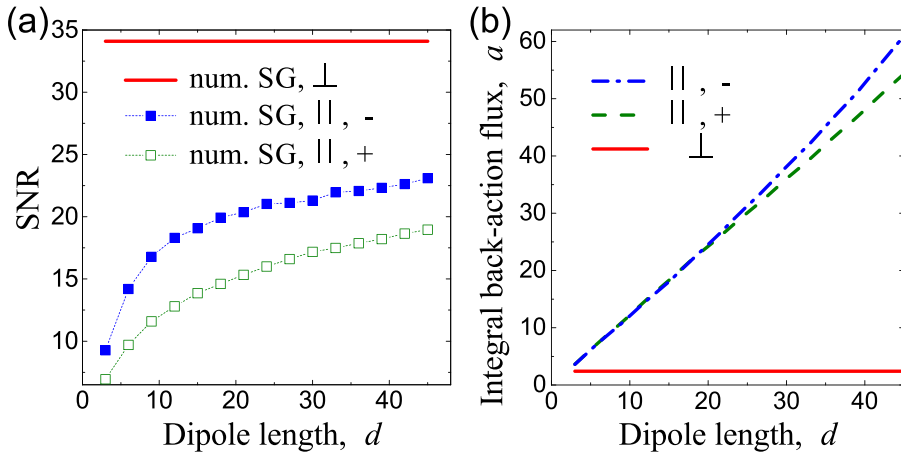 (a)
35
30
25
20
15
10
0 10 20 30 40 50
SNR
Dipole length, d
num. SG, ⊥
num. SG, ||, -
num. SG, ||, +
(b)
60
50
40
30
20
10
0
0 10 20 30 40
Integral back-action flux, a
Dipole length, d
|| , -
|| , +
⊥